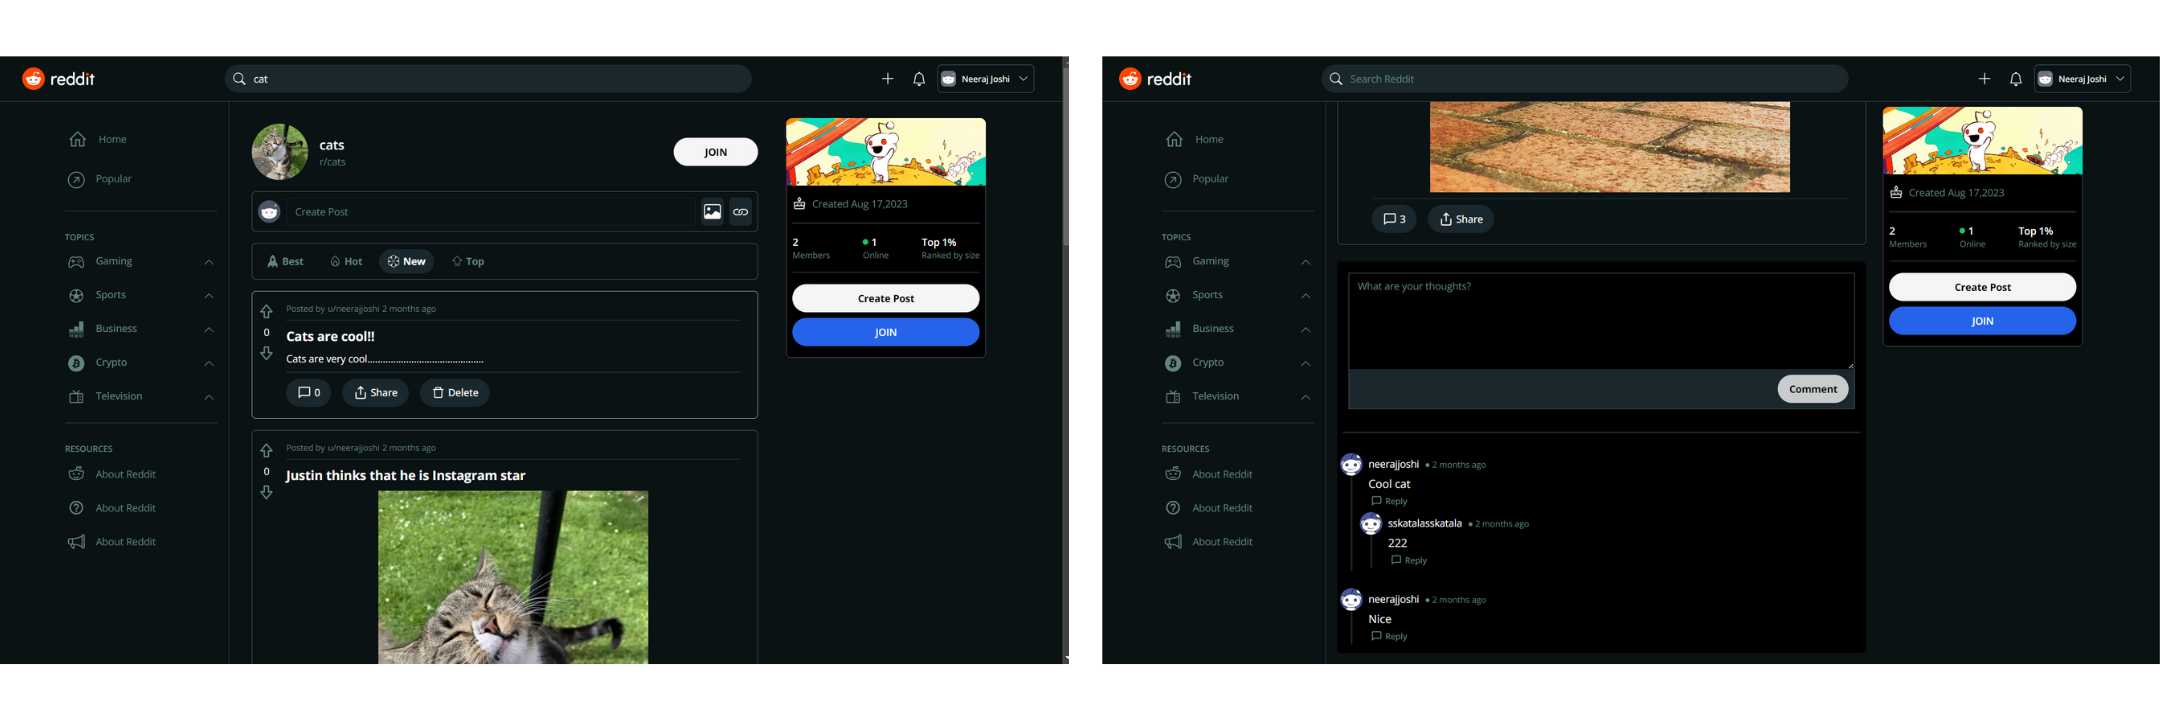 reddit
cat
Neeraj Joshi
Home
Popular
TOPICS
Gaming
Sports
Business
Crypto
Television
RESOURCES
About Reddit
About Reddit
About Reddit
cats
r/cats
JOIN
Create Post
Best Hot New Top
Posted by u/neerajjoshi 2 months ago
0
Cats are cool!!
Cats are very cool.............................................
0 Share Delete
Posted by u/neerajjoshi 2 months ago
0
Justin thinks that he is Instagram star
Created Aug 17,2023
2 1 Top 1%
Members Online Ranked by size
Create Post
JOIN
reddit
Search Reddit
Neeraj Joshi
Home
Popular
TOPICS
Gaming
Sports
Business
Crypto
Television
RESOURCES
About Reddit
About Reddit
About Reddit
3 Share
What are your thoughts?
Comment
neerajjoshi • 2 months ago
Cool cat
Reply
sskatalasskatala • 2 months ago
222
Reply
neerajjoshi • 2 months ago
Nice
Reply
Created Aug 17,2023
2 1 Top 1%
Members Online Ranked by size
Create Post
JOIN